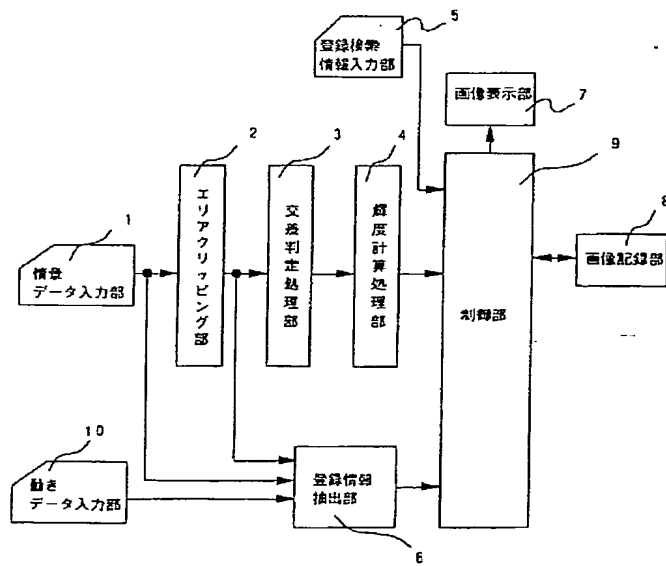 5
登録検索
情報入力部
画像表示部
7
2
3
4
9
エリアクリッピング部
交差判定処理部
輝度計算処理部
8
1
情景
データ入力部
制御部
画像記録部
10
動き
データ入力部
登録情報
抽出部
6